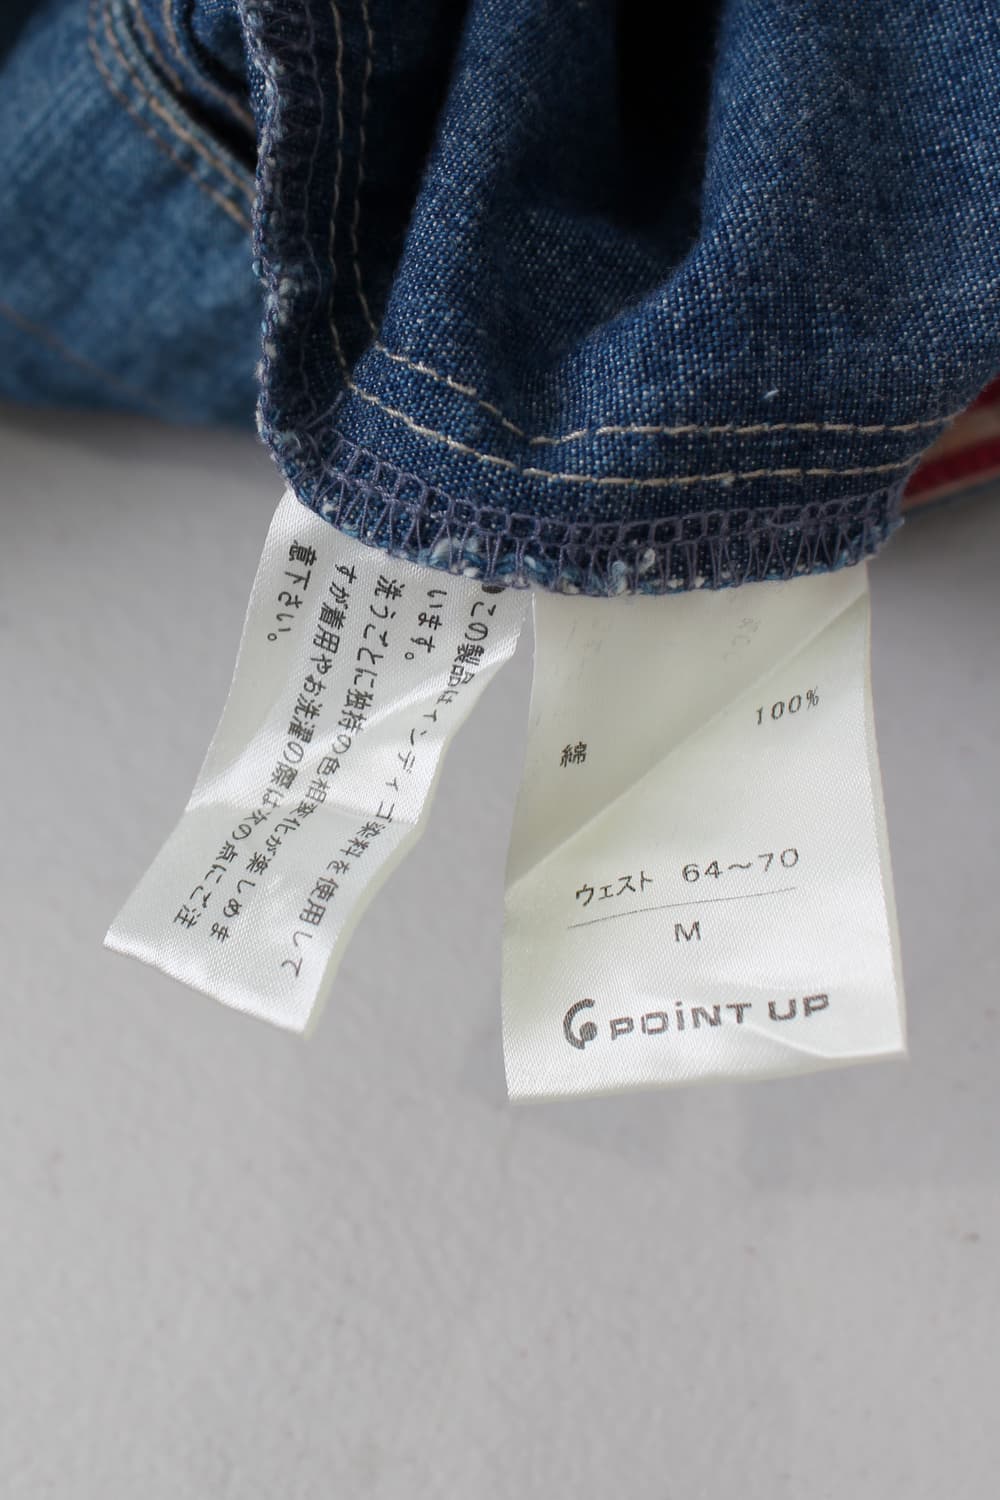 ●この製品はインディゴ染料を使用して
います。
洗うごとに独持の色相変化が楽しめま
すが着用やお洗濯の際は次の点にご注
意下さい。
綿 100%
ウェスト 64～70
M
POINT UP